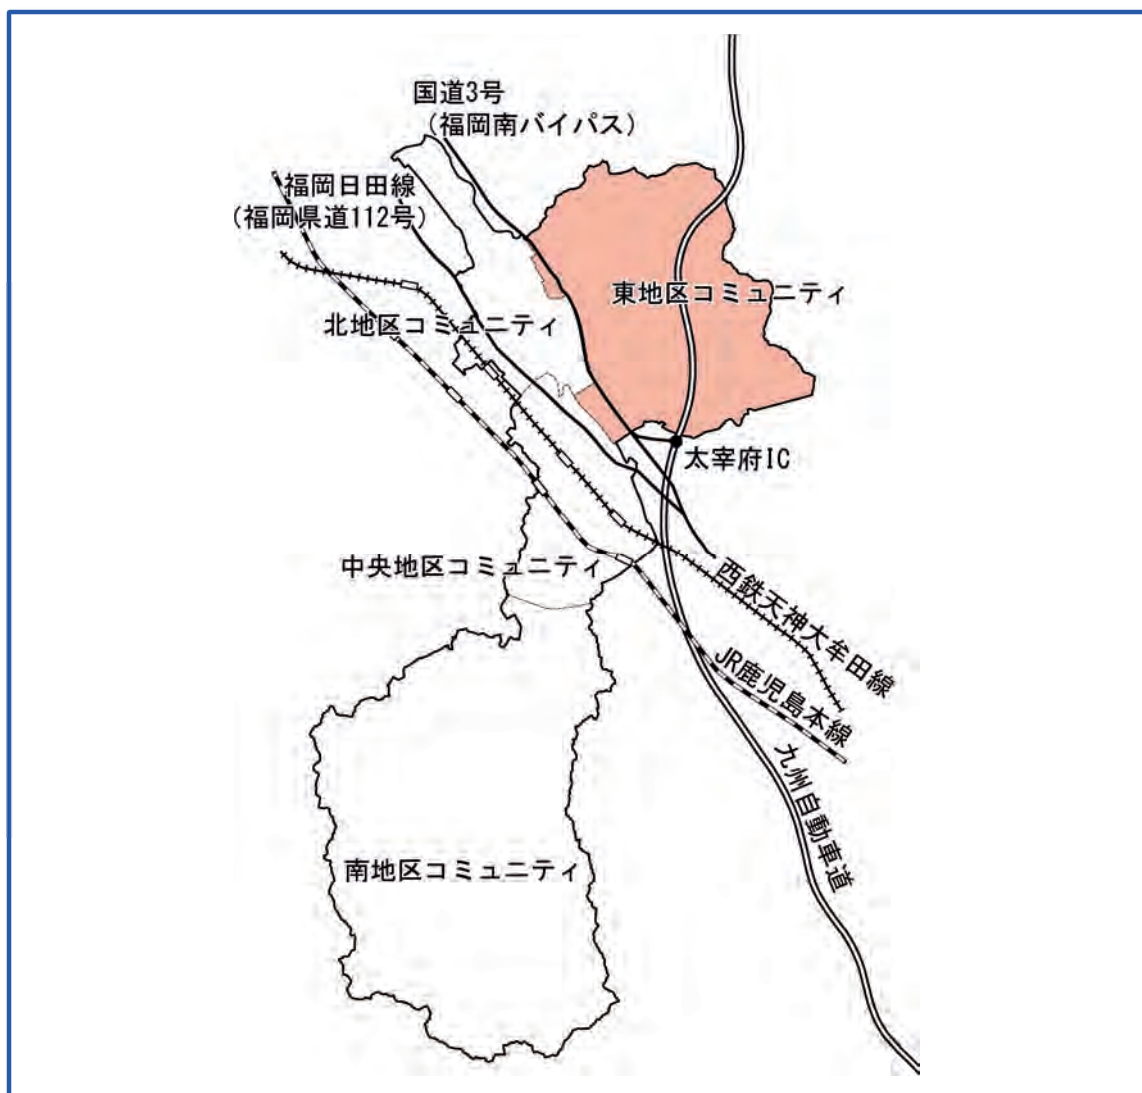 国道3号
（福岡南バイパス）
福岡日田線
（福岡県道112号）
東地区コミュニティ
北地区コミュニティ
太宰府IC
中央地区コミュニティ
西鉄天神大牟田線
JR鹿児島本線
九州自動車道
南地区コミュニティ